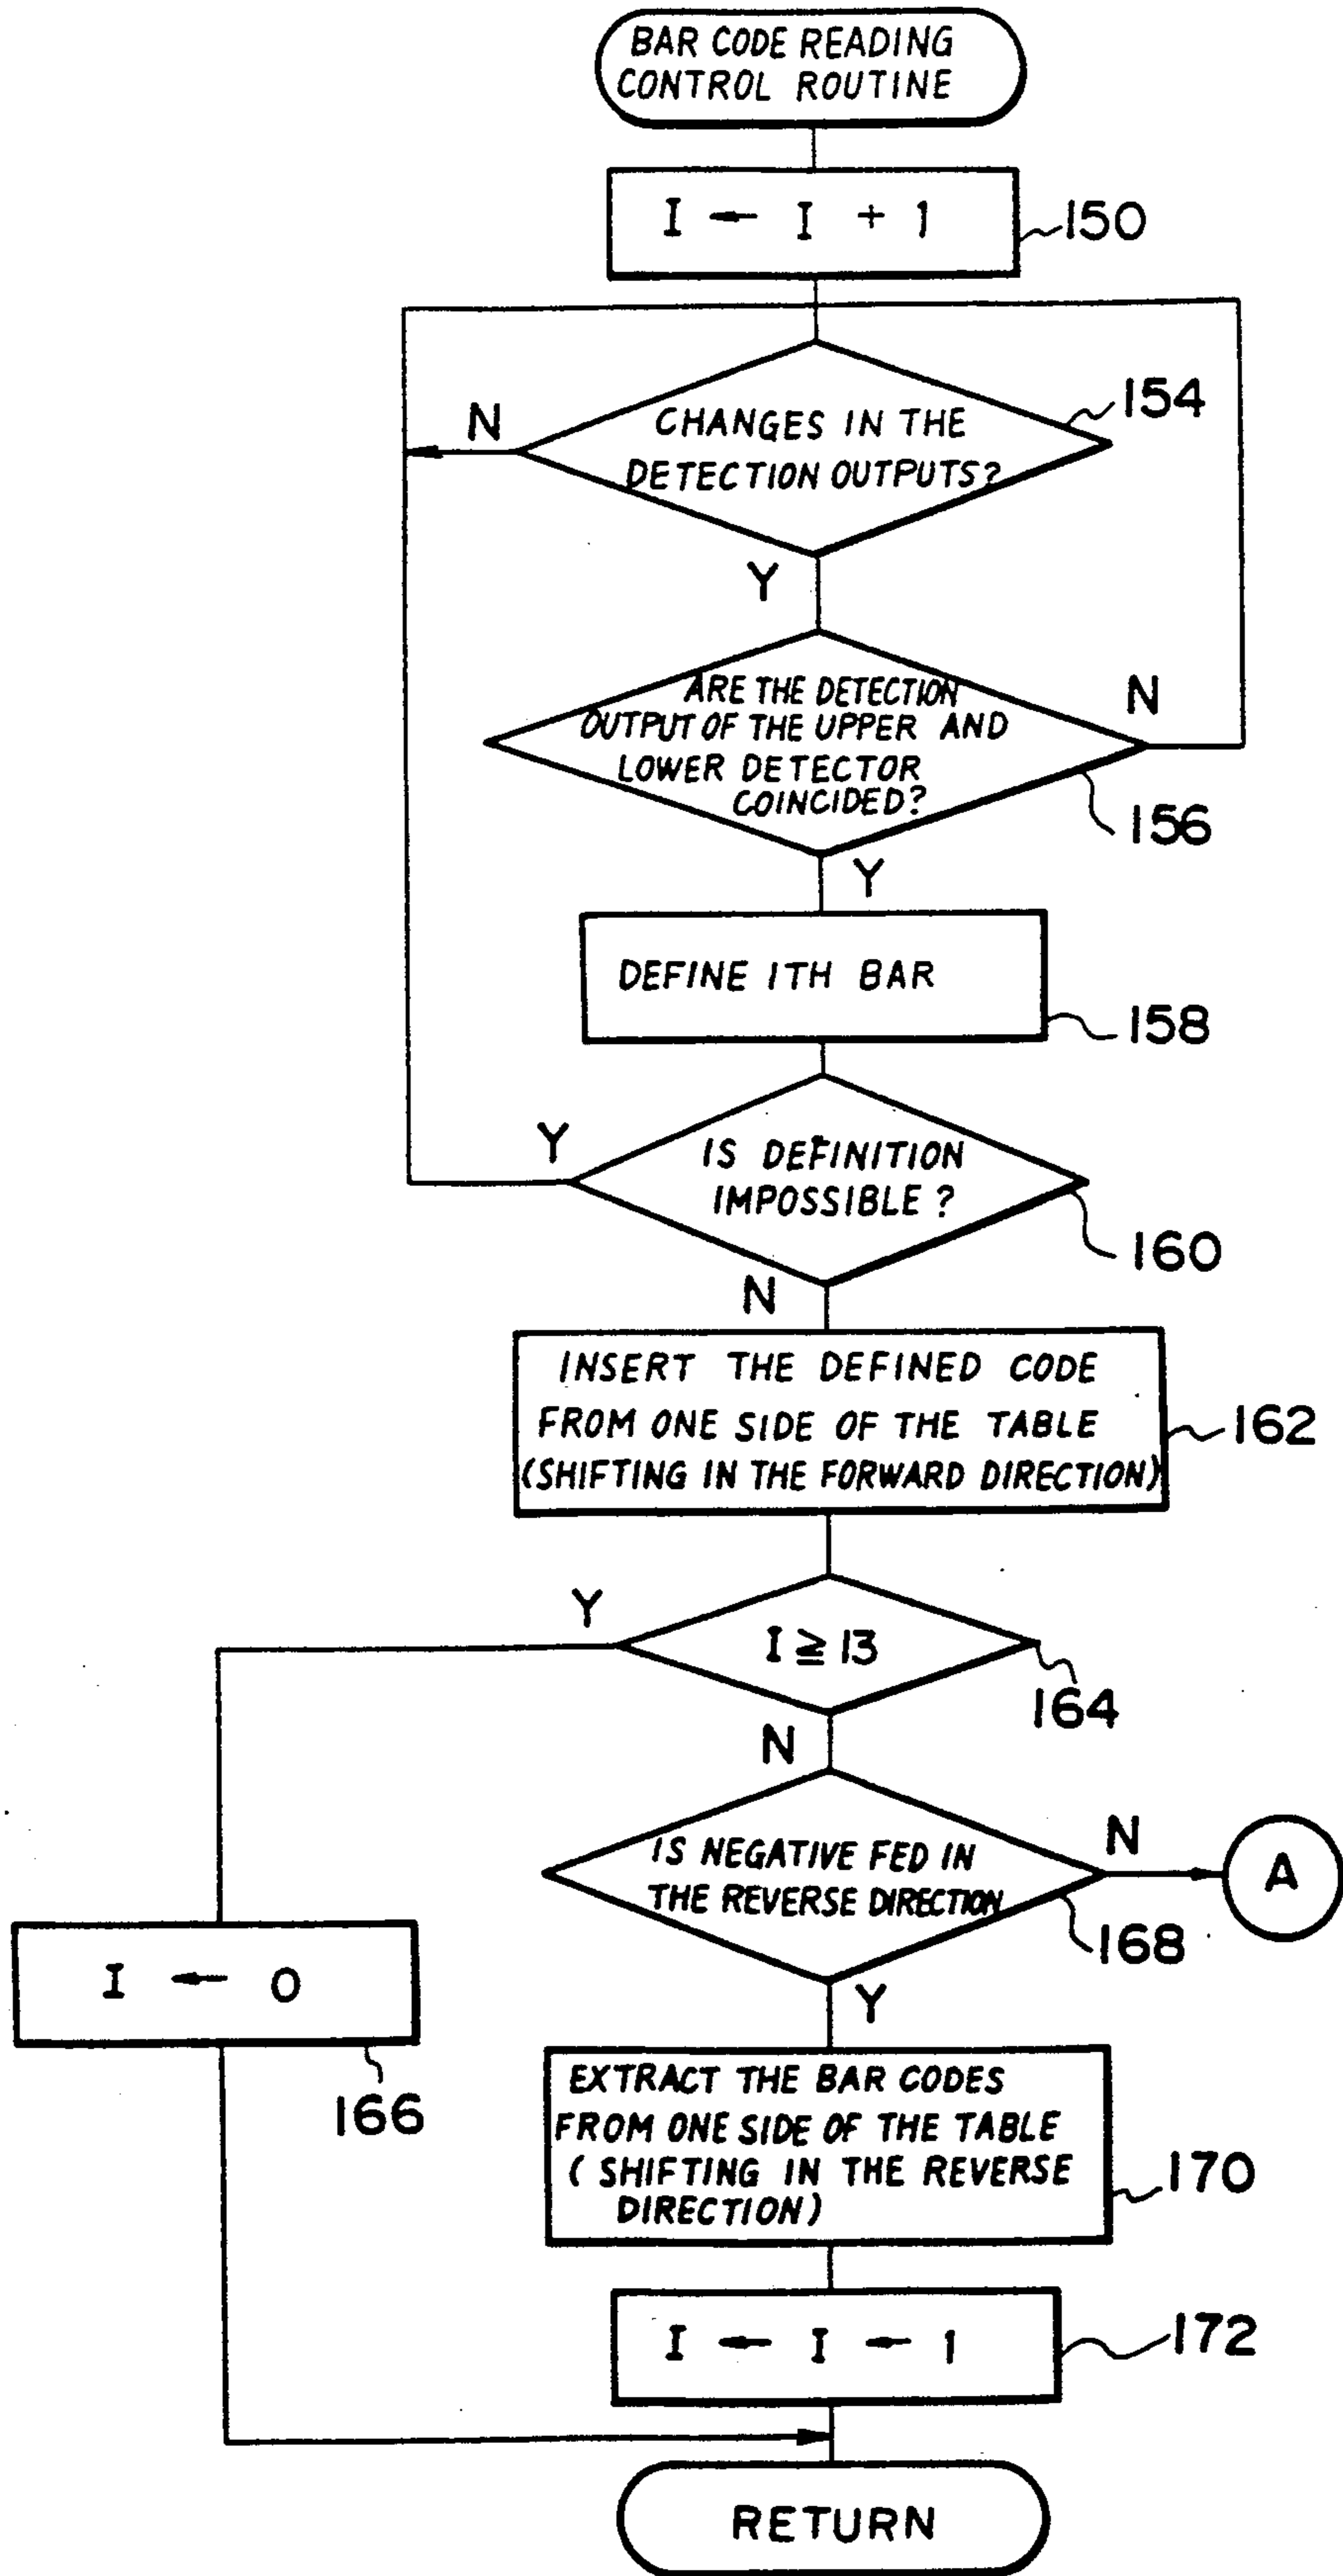 BAR CODE READING
CONTROL ROUTINE
I ← I + 1
150
CHANGES IN THE
DETECTION OUTPUTS?
154
N
Y
ARE THE DETECTION
OUTPUT OF THE UPPER AND
LOWER DETECTOR
COINCIDED?
N
156
Y
DEFINE ITH BAR
158
Y
IS DEFINITION
IMPOSSIBLE ?
160
N
INSERT THE DEFINED CODE
FROM ONE SIDE OF THE TABLE
(SHIFTING IN THE FORWARD DIRECTION)
162
Y
I ≧ 13
164
N
IS NEGATIVE FED IN
THE REVERSE DIRECTION
N
A
168
I ← 0
166
Y
EXTRACT THE BAR CODES
FROM ONE SIDE OF THE TABLE
( SHIFTING IN THE REVERSE
DIRECTION)
170
I ← I ← 1
172
RETURN